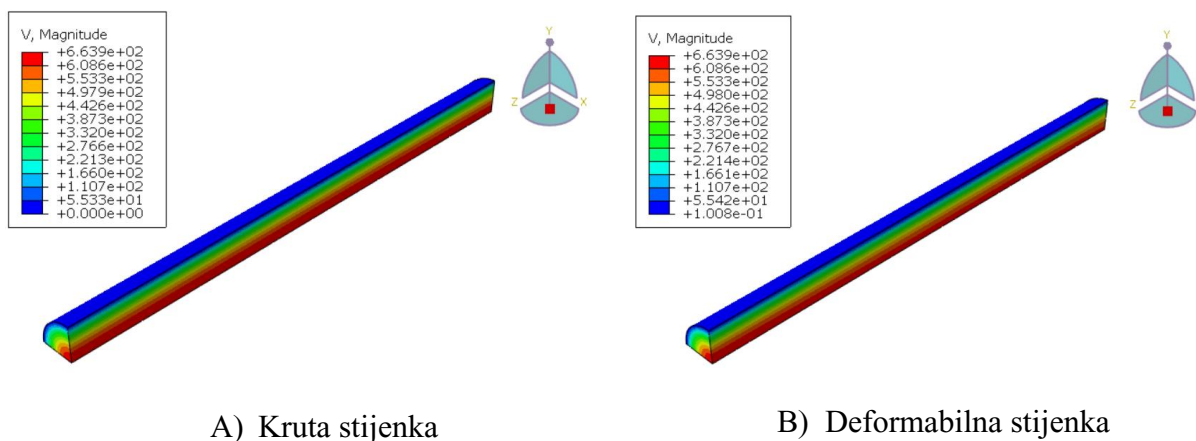 V, Magnitude
+6.639e+02
+6.086e+02
+5.533e+02
+4.979e+02
+4.426e+02
+3.873e+02
+3.320e+02
+2.766e+02
+2.213e+02
+1.660e+02
+1.107e+02
+5.533e+01
+0.000e+00
Y
Z
X
A) Kruta stijenka
V, Magnitude
+6.639e+02
+6.086e+02
+5.533e+02
+4.980e+02
+4.426e+02
+3.873e+02
+3.320e+02
+2.767e+02
+2.214e+02
+1.661e+02
+1.107e+02
+5.542e+01
+1.008e-01
Y
Z
X
B) Deformabilna stijenka